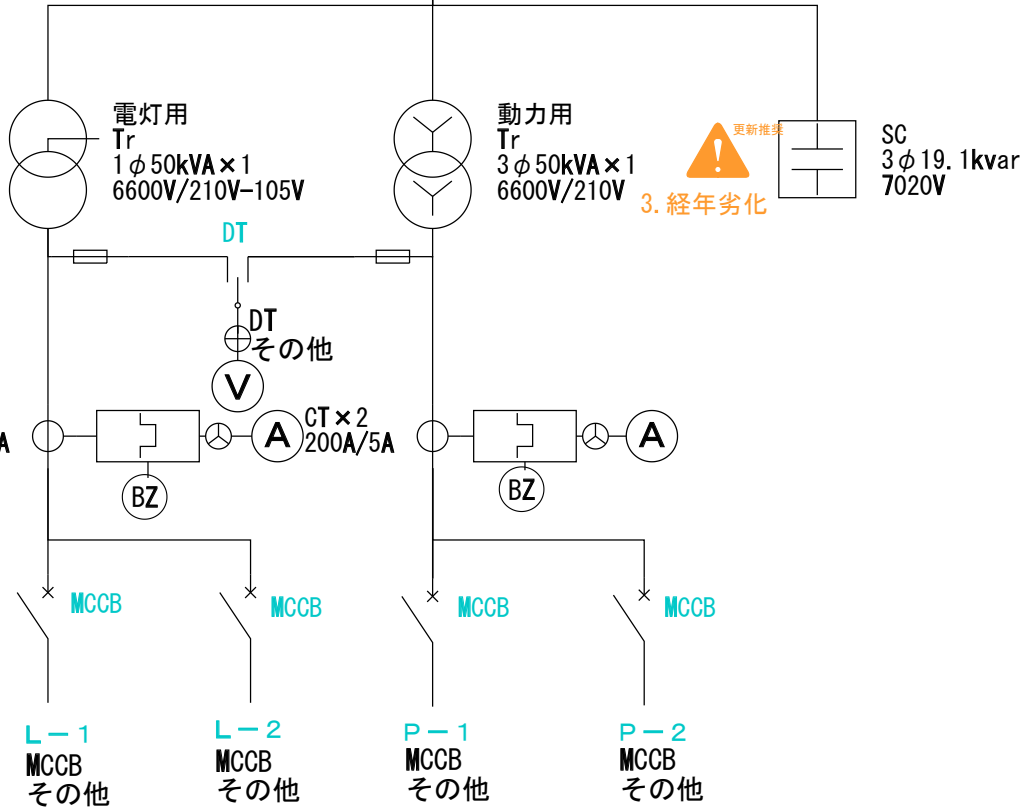 電灯用
Tr
1φ50kVA×1
6600V/210V-105V
動力用
Tr
3φ50kVA×1
6600V/210V
更新推奨
3.経年劣化
SC
3φ19.1kvar
7020V
DT
DT
その他
V
A
A
CT×2
200A/5A
A
BZ
BZ
MCCB
MCCB
MCCB
MCCB
L-1
MCCB
その他
L-2
MCCB
その他
P-1
MCCB
その他
P-2
MCCB
その他